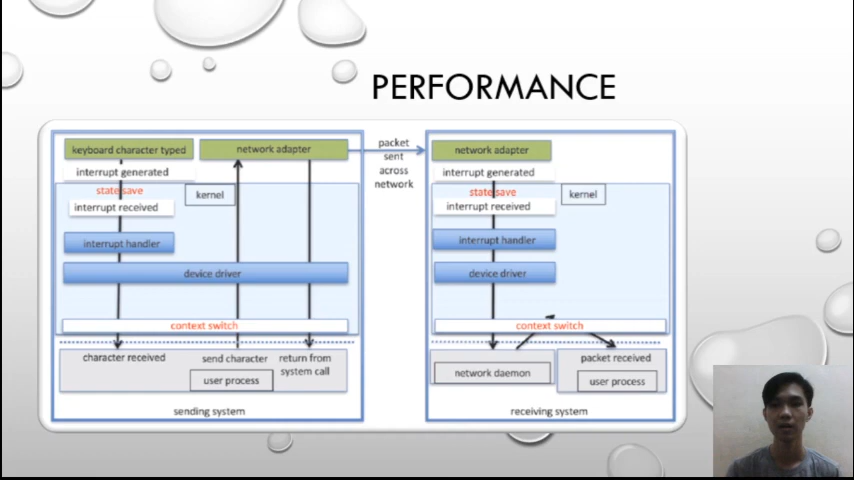 PERFORMANCE
keyboard character typed
network adapter
interrupt generated
state save
interrupt received
kernel
interrupt handler
device driver
context switch
character received
send character
return from
system call
user process
sending system
packet
sent
across
network
network adapter
interrupt generated
state save
interrupt received
kernel
interrupt handler
device driver
context switch
network daemon
packet received
user process
receiving system